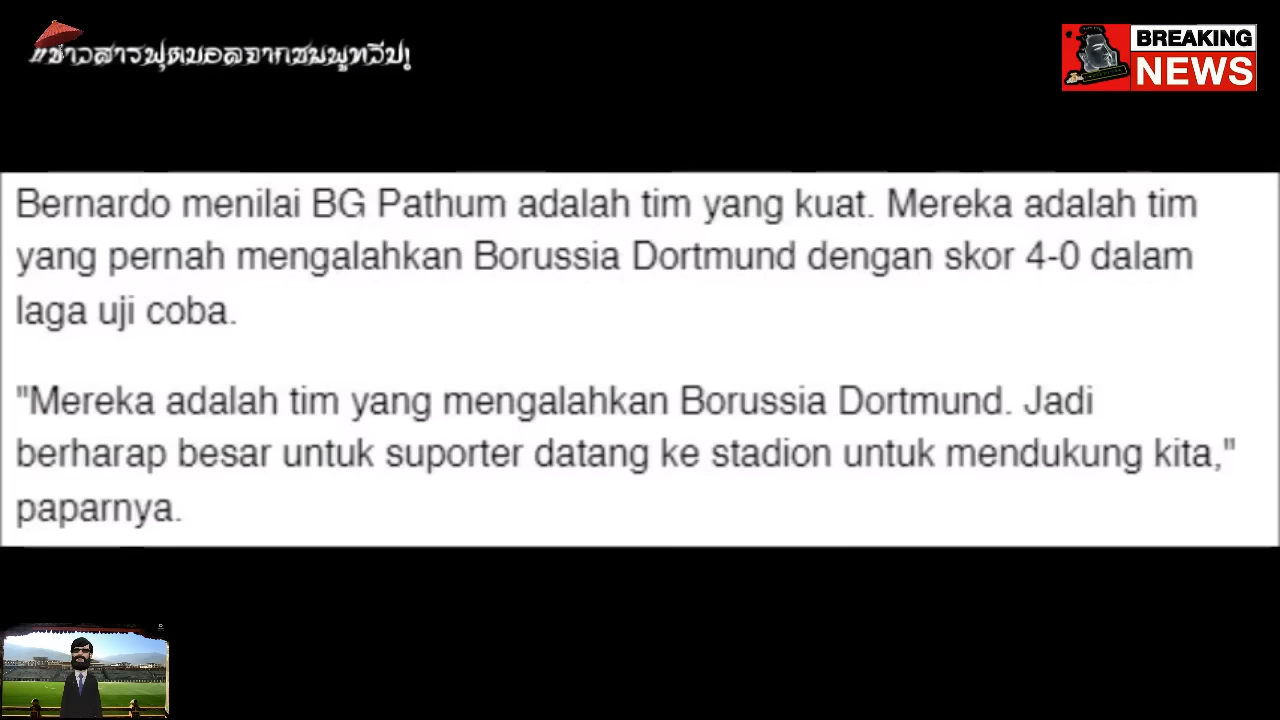 #ข่าวสารฟุตบอลจากชมพูทวีป!
BREAKING
NEWS
Bernardo menilai BG Pathum adalah tim yang kuat. Mereka adalah tim
yang pernah mengalahkan Borussia Dortmund dengan skor 4-0 dalam
laga uji coba.
"Mereka adalah tim yang mengalahkan Borussia Dortmund. Jadi
berharap besar untuk suporter datang ke stadion untuk mendukung kita,"
paparnya.